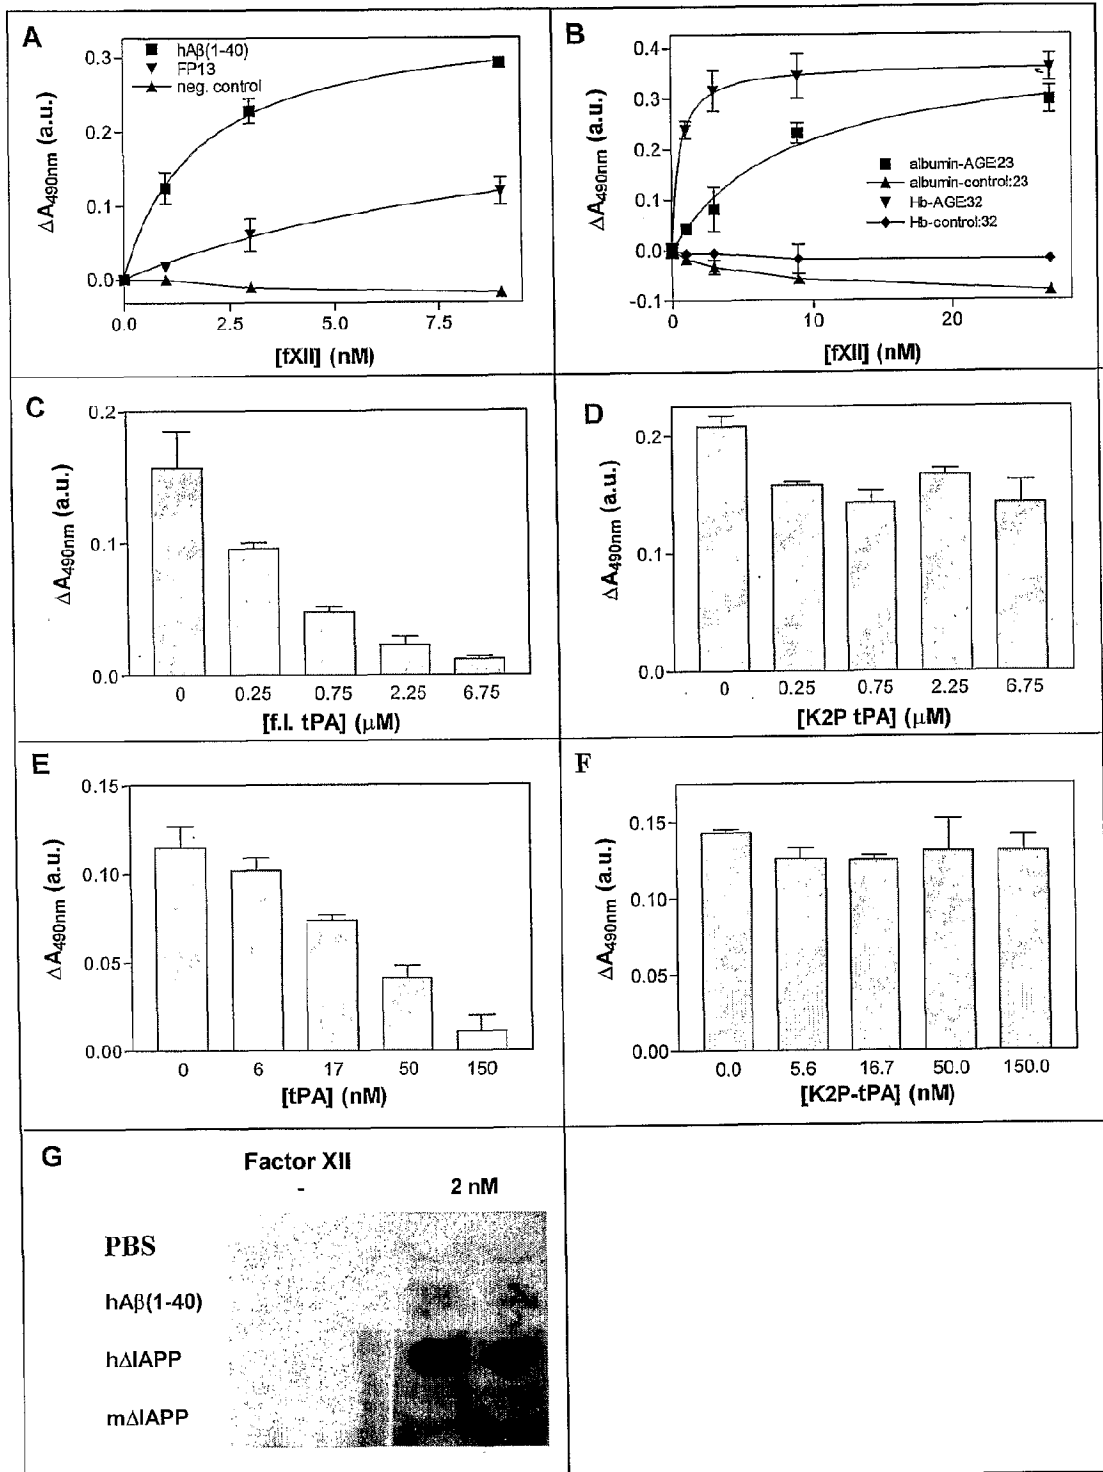 A
hAβ(1-40)
FP13
neg. control
0.3
0.2
0.1
0.0
ΔA490nm (a.u.)
0.0 2.5 5.0 7.5
[fXII] (nM)
B
0.4
0.3
0.2
0.1
0.0
-0.1
ΔA490nm (a.u.)
albumin-AGE:23
albumin-control:23
Hb-AGE:32
Hb-control:32
0 10 20
[fXII] (nM)
C
0.2
0.1
0.0
ΔA490nm (a.u.)
0 0.25 0.75 2.25 6.75
[f.l. tPA] (μM)
D
0.2
0.1
0.0
ΔA490nm (a.u.)
0 0.25 0.75 2.25 6.75
[K2P tPA] (μM)
E
0.15
0.10
0.05
0.00
ΔA490nm (a.u.)
0 6 17 50 150
[tPA] (nM)
F
0.15
0.10
0.05
0.00
ΔA490nm (a.u.)
0.0 5.6 16.7 50.0 150.0
[K2P-tPA] (nM)
G
Factor XII
- 2 nM
PBS
hAβ(1-40)
hΔIAPP
mΔIAPP